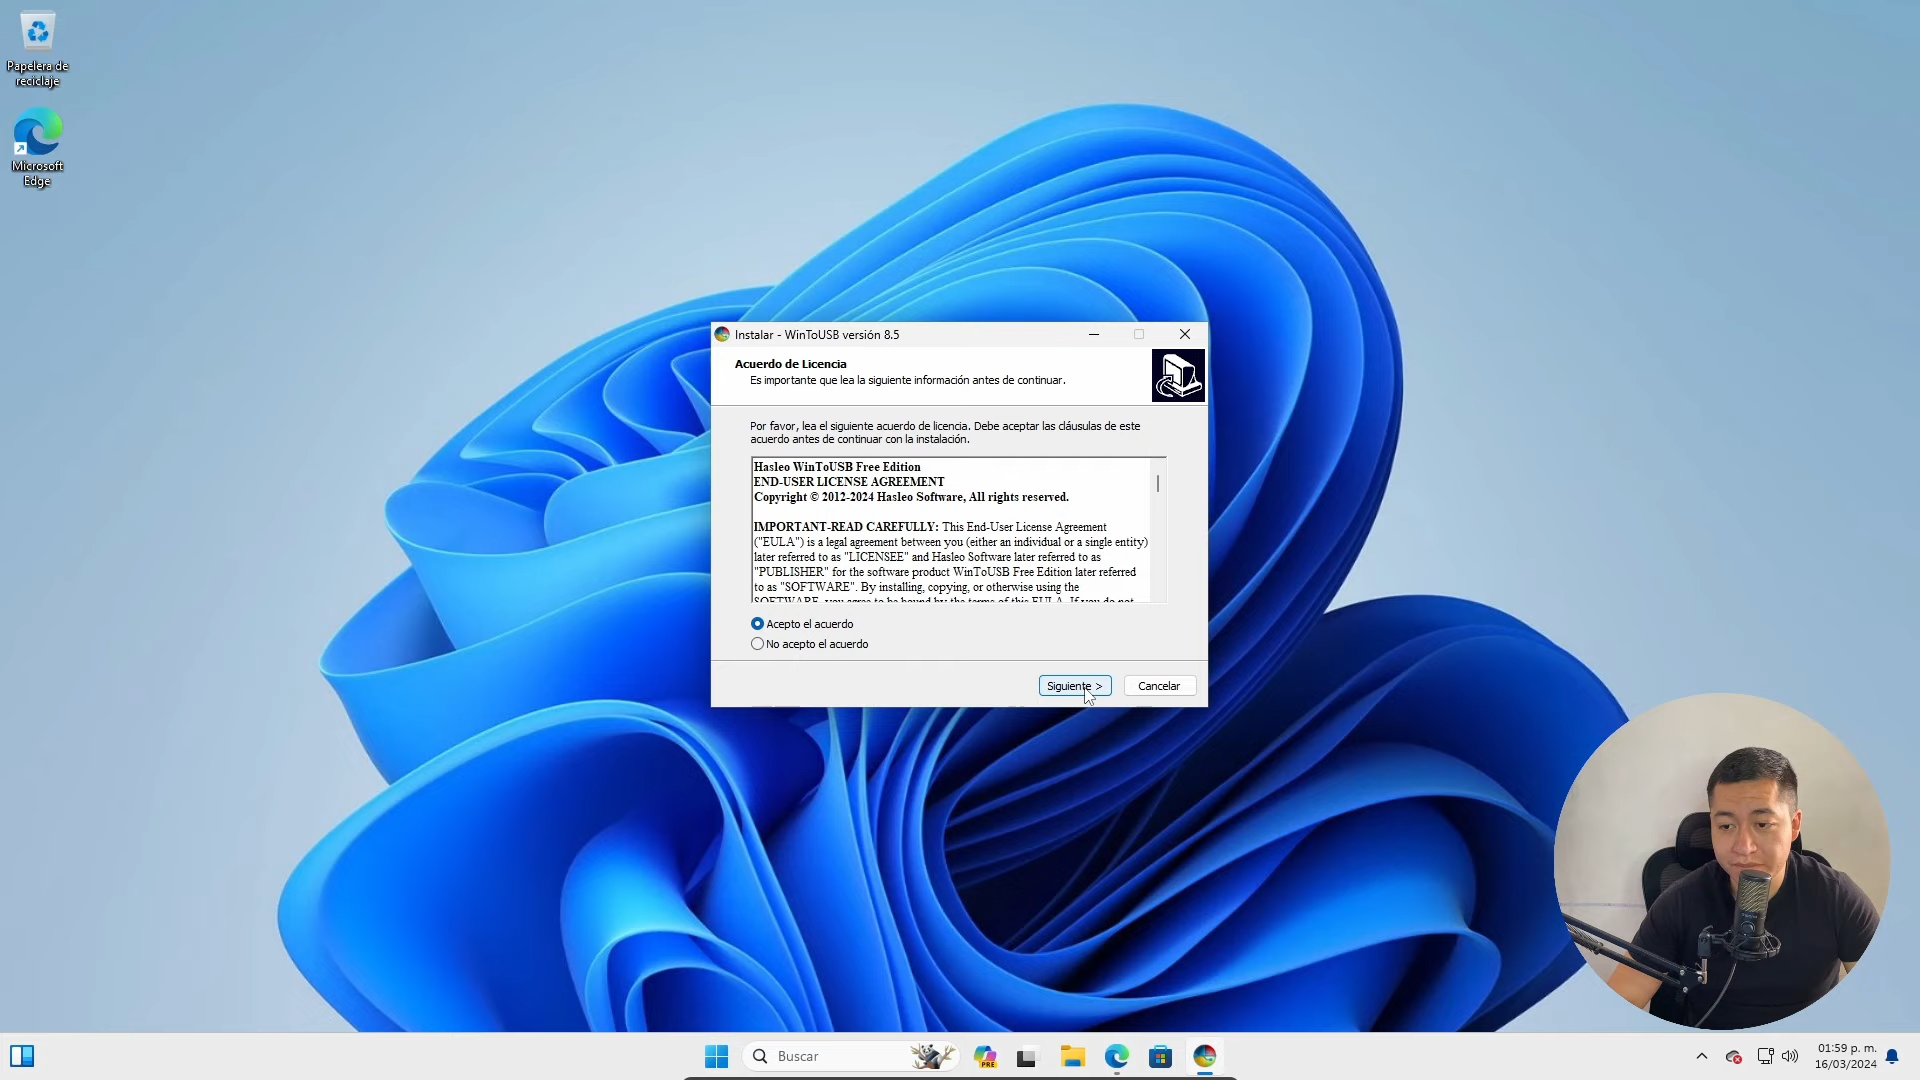 Papelera de
reciclaje
Microsoft
Edge
Instalar - WinToUSB versión 8.5
Acuerdo de Licencia
Es importante que lea la siguiente información antes de continuar.
Por favor, lea el siguiente acuerdo de licencia. Debe aceptar las cláusulas de este
acuerdo antes de continuar con la instalación.
Hasleo WinToUSB Free Edition
END-USER LICENSE AGREEMENT
Copyright © 2012-2024 Hasleo Software, All rights reserved.
IMPORTANT-READ CAREFULLY: This End-User License Agreement
("EULA") is a legal agreement between you (either an individual or a single entity)
later referred to as "LICENSEE" and Hasleo Software later referred to as
"PUBLISHER" for the software product WinToUSB Free Edition later referred
to as "SOFTWARE". By installing, copying, or otherwise using the
SOFTWARE, you agree to be bound by the terms of this EULA. If you do not
Acepto el acuerdo
No acepto el acuerdo
Siguiente >
Cancelar
Buscar
PRE
01:59 p. m.
16/03/2024